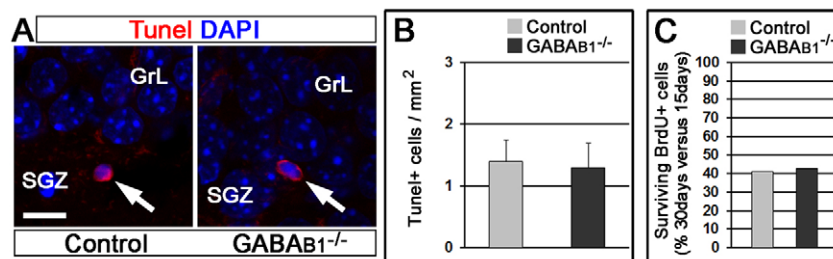 A
Tunel DAPI
GrL
GrL
SGZ
SGZ
Control
GABAB1-/-
B
Control
GABAB1-/-
Tunel+ cells / mm2
3
2
1
0
C
Control
GABAB1-/-
Surviving BrdU+ cells
(% 30days versus 15days)
100
90
80
70
60
50
40
30
20
10
0